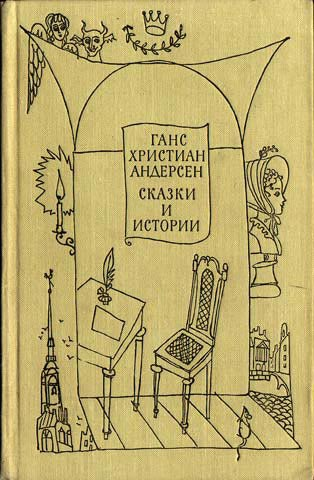 ГАНС
ХРИСТИАН
АНДЕРСЕН
СКАЗКИ
И
ИСТОРИИ